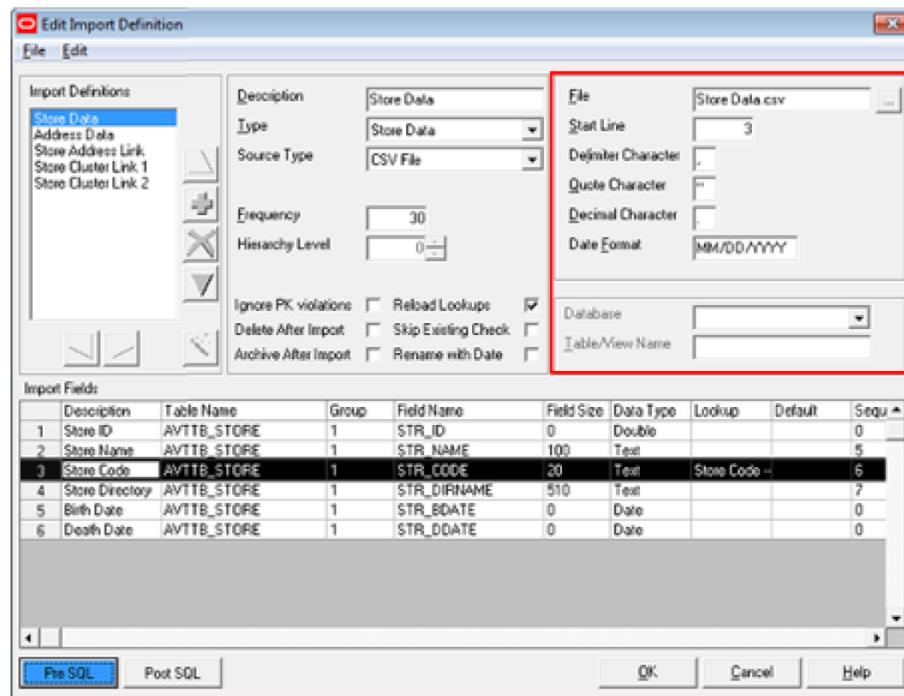 Edit Import Definition
File Edit
Import Definitions
Store Data
Address Data
Store Address Link
Store Cluster Link 1
Store Cluster Link 2
Description Store Data
Type Store Data
Source Type CSV File
Frequency 30
Hierarchy Level 0
Ignore PK violations Reload Lookups
Delete After Import Skip Existing Check
Archive After Import Rename with Date
File Store Data.csv ...
Start Line 3
Delimiter Character ,
Quote Character "
Decimal Character .
Date Format MM/DD/YYYY
Database
Table/View Name
Import Fields
Description Table Name Group Field Name Field Size Data Type Lookup Default Sequ
1 Store ID AVTTB_STORE 1 STR_ID 0 Double 0
2 Store Name AVTTB_STORE 1 STR_NAME 100 Text 5
3 Store Code AVTTB_STORE 1 STR_CODE 20 Text Store Code - 6
4 Store Directory AVTTB_STORE 1 STR_DIRNAME 510 Text 7
5 Birth Date AVTTB_STORE 1 STR_BDATE 0 Date 0
6 Death Date AVTTB_STORE 1 STR_DDATE 0 Date 0
Pre SQL Post SQL OK Cancel Help